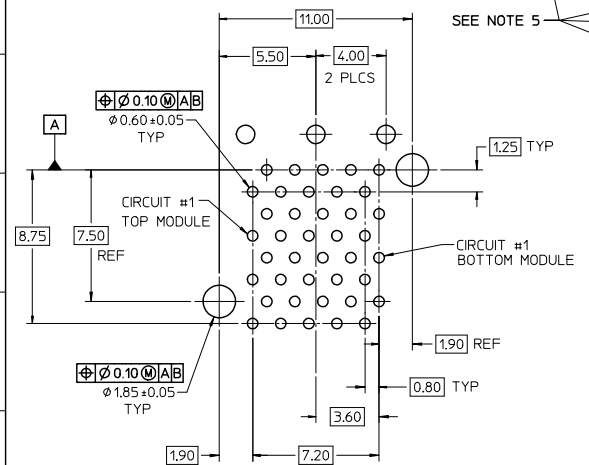 11.00
SEE NOTE 5
5.50
4.00
2 PLCS
⌖ Ø 0.10 Ⓜ A B
Ø0.60±0.05
TYP
A
1.25 TYP
CIRCUIT #1
TOP MODULE
8.75
7.50
REF
CIRCUIT #1
BOTTOM MODULE
⌖ Ø 0.10 Ⓜ A B
Ø1.85±0.05
TYP
1.90 REF
0.80 TYP
3.60
1.90
7.20